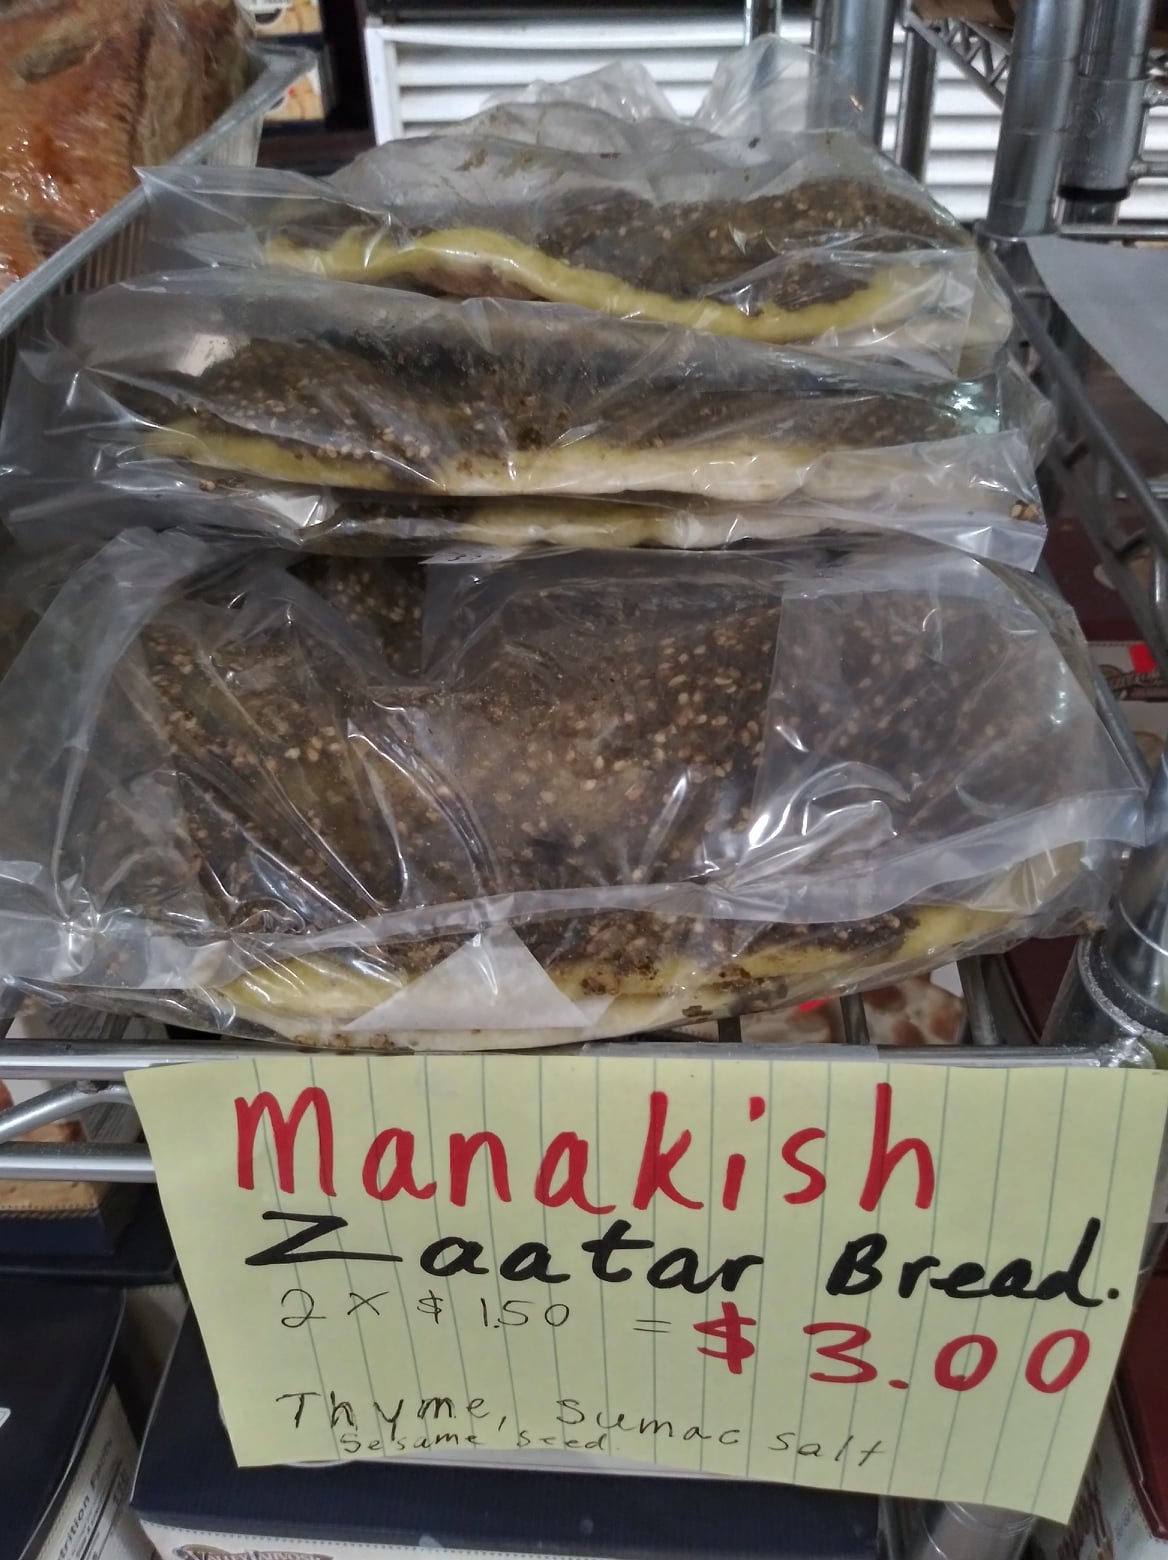 Manakish
Zaatar Bread.
2 x $ 1.50 = $3.00
Thyme, Sumac Salt
Sesame seed.